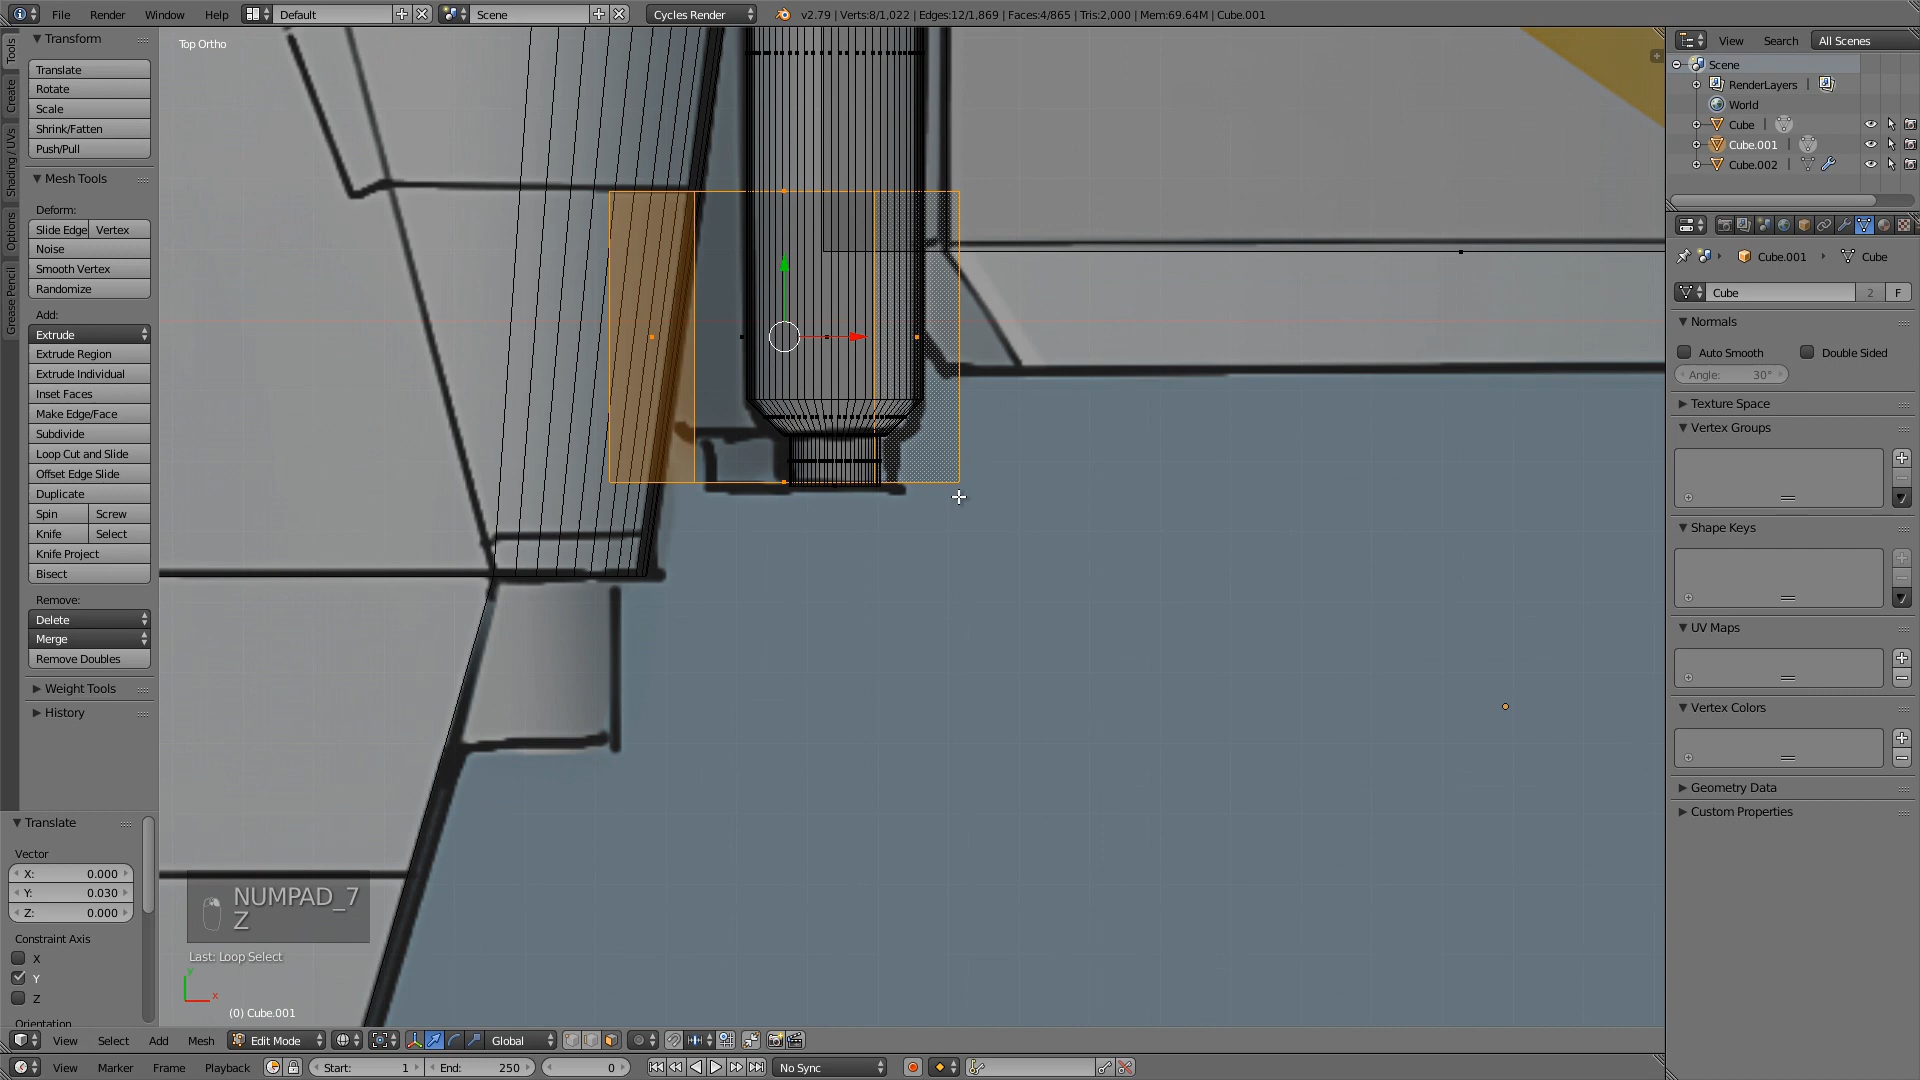 File Render Window Help Default Scene Cycles Render v2.79 | Verts:8/1,022 | Edges:12/1,869 | Faces:4/865 | Tris:2,000 | Mem:69.64M | Cube.001
Tools
Create
Shading / UVs
Options
Grease Pencil
Transform
Translate
Rotate
Scale
Shrink/Fatten
Push/Pull
Mesh Tools
Deform:
Slide Edge Vertex
Noise
Smooth Vertex
Randomize
Add:
Extrude
Extrude Region
Extrude Individual
Inset Faces
Make Edge/Face
Subdivide
Loop Cut and Slide
Offset Edge Slide
Duplicate
Spin Screw
Knife Select
Knife Project
Bisect
Remove:
Delete
Merge
Remove Doubles
Weight Tools
History
Translate
Vector
X: 0.000
Y: 0.030
Z: 0.000
Constraint Axis
X
Y
Z
Orientation
Top Ortho
NUMPAD_7
Z
Last: Loop Select
y
x
(0) Cube.001
View Select Add Mesh Edit Mode Global
View Marker Frame Playback Start: 1 End: 250 0 No Sync
View Search All Scenes
Scene
RenderLayers
World
Cube
Cube.001
Cube.002
Cube.001 Cube
Cube 2 F
Normals
Auto Smooth Double Sided
Angle: 30°
Texture Space
Vertex Groups
Shape Keys
UV Maps
Vertex Colors
Geometry Data
Custom Properties